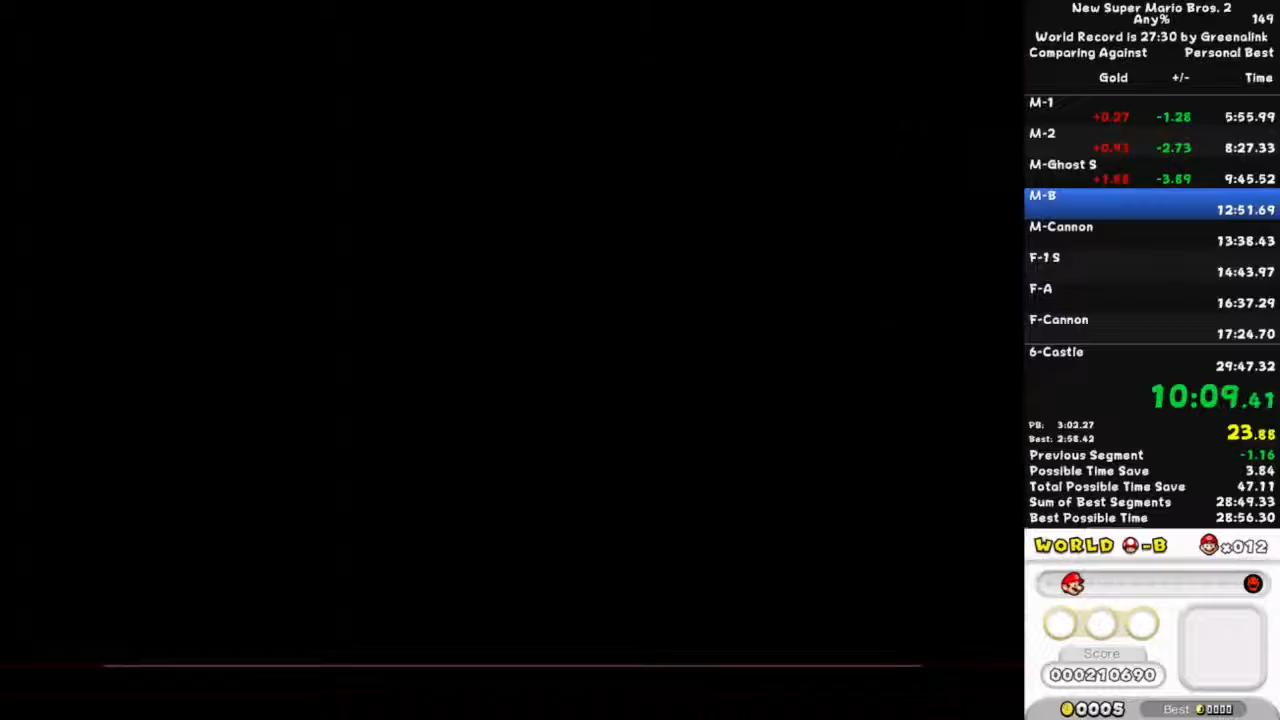 New Super Mario Bros. 2
Any% 149
World Record is 27:30 by Greenalink
Comparing Against Personal Best
Gold +/- Time
M-1
+0.27 -1.28 5:55.99
M-2
+0.43 -2.73 8:27.33
M-Ghost S
+1.88 -3.89 9:45.52
M-B
12:51.69
M-Cannon
13:38.43
F-1 S
14:43.97
F-A
16:37.29
F-Cannon
17:24.70
6-Castle
29:47.32
10:09.41
PB: 3:02.27 23.88
Best: 2:58.42
Previous Segment -1.16
Possible Time Save 3.84
Total Possible Time Save 47.11
Sum of Best Segments 28:49.33
Best Possible Time 28:56.30
WORLD -B ×012
Score
000210690
0005 Best 0000